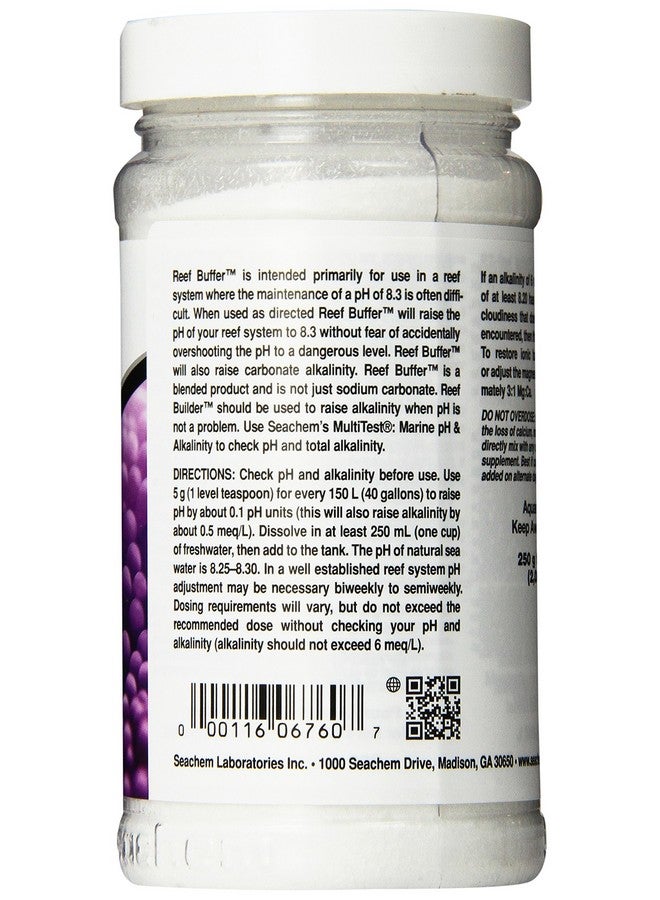 Reef Buffer™ is intended primarily for use in a reef
system where the maintenance of a pH of 8.3 is often diffi-
cult. When used as directed Reef Buffer™ will raise the
pH of your reef system to 8.3 without fear of accidentally
overshooting the pH to a dangerous level. Reef Buffer™
will also raise carbonate alkalinity. Reef Buffer™ is a
blended product and is not just sodium carbonate. Reef
Builder™ should be used to raise alkalinity when pH is
not a problem. Use Seachem's MultiTest®: Marine pH &
Alkalinity to check pH and total alkalinity.
DIRECTIONS: Check pH and alkalinity before use. Use
5 g (1 level teaspoon) for every 150 L (40 gallons) to raise
pH by about 0.1 pH units (this will also raise alkalinity by
about 0.5 meq/L). Dissolve in at least 250 mL (one cup)
of freshwater, then add to the tank. The pH of natural sea
water is 8.25–8.30. In a well established reef system pH
adjustment may be necessary biweekly to semiweekly.
Dosing requirements will vary, but do not exceed the
recommended dose without checking your pH and
alkalinity (alkalinity should not exceed 6 meq/L).
0 00116 06760 7
Seachem Laboratories Inc. • 1000 Seachem Drive, Madison, GA 30650 •
If an alkalinity of
of at least 8.20
cloudiness that
encountered, then
To restore ionic
or adjust the
mately 3:1 Mg:Ca.
DO NOT OVERDOSE
the loss of calcium,
directly mix with any
supplement. Best if
added on alternate
Keep
250 g